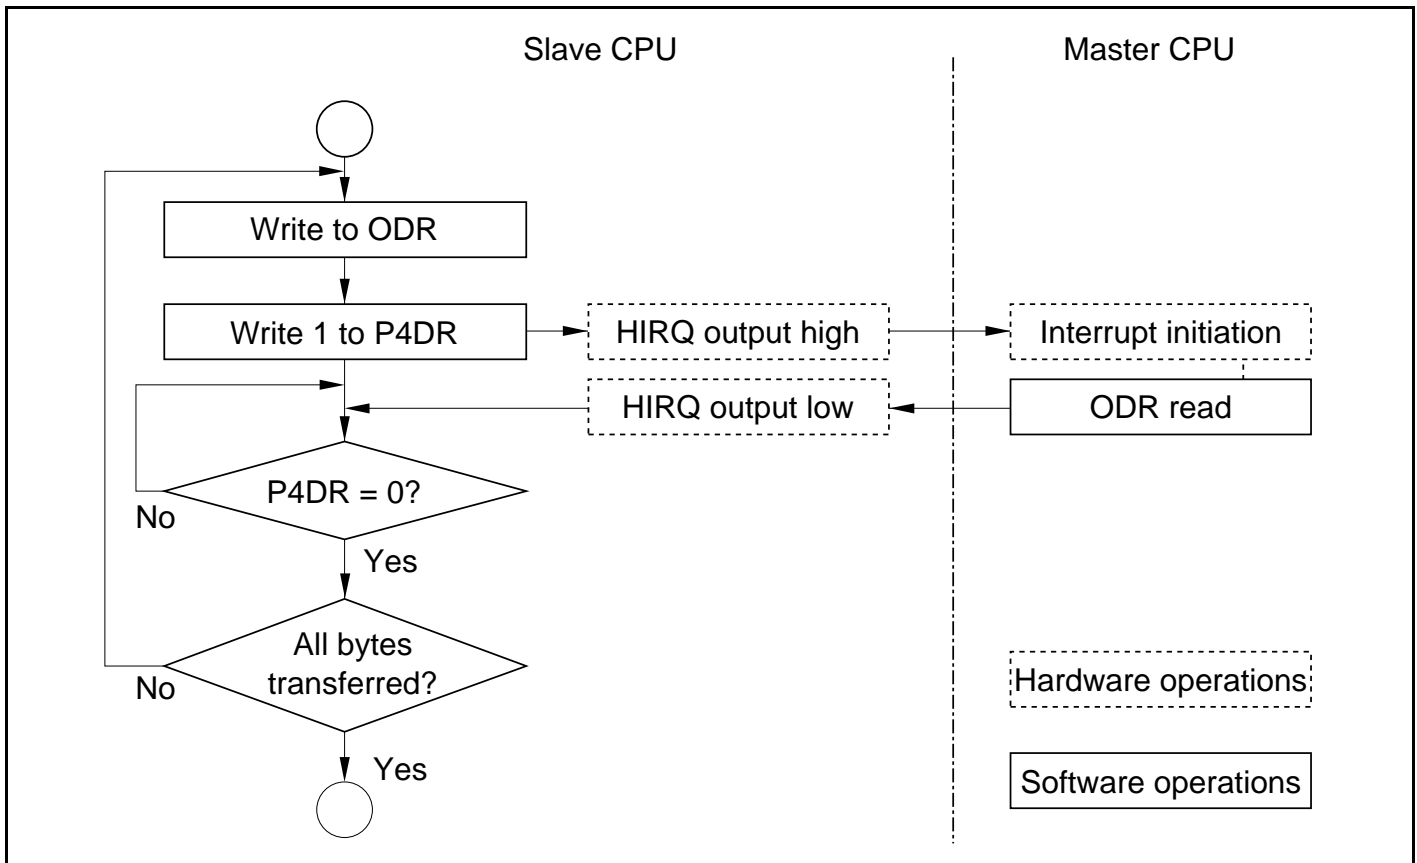 Slave CPU
Master CPU
Write to ODR
Write 1 to P4DR
HIRQ output high
Interrupt initiation
HIRQ output low
ODR read
P4DR = 0?
No
Yes
All bytes
transferred?
No
Yes
Hardware operations
Software operations